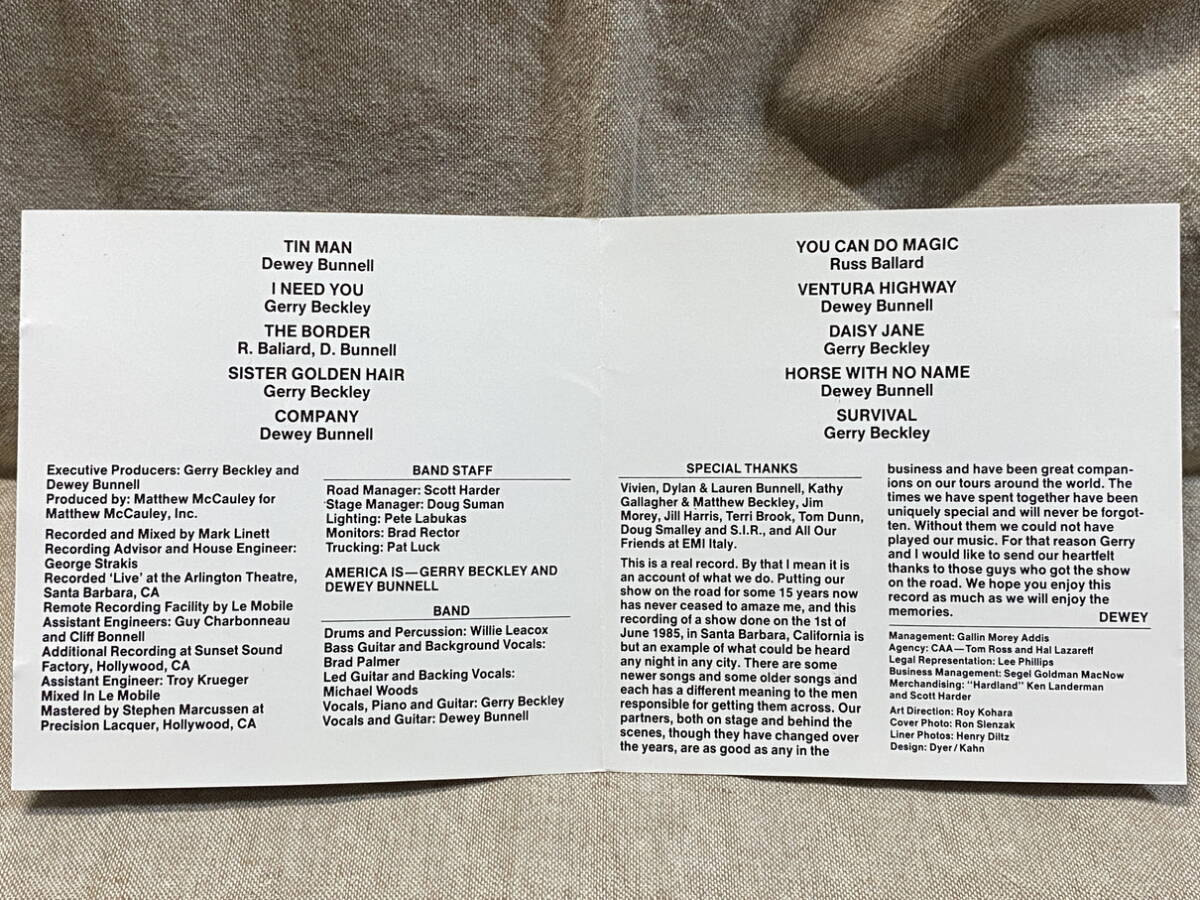 TIN MAN
Dewey Bunnell
I NEED YOU
Gerry Beckley
THE BORDER
R. Baliard, D. Bunnell
SISTER GOLDEN HAIR
Gerry Beckley
COMPANY
Dewey Bunnell
Executive Producers: Gerry Beckley and
Dewey Bunnell
Produced by: Matthew McCauley for
Matthew McCauley, Inc.
Recorded and Mixed by Mark Linett
Recording Advisor and House Engineer:
George Strakis
Recorded 'Live' at the Arlington Theatre,
Santa Barbara, CA
Remote Recording Facility by Le Mobile
Assistant Engineers: Guy Charbonneau
and Cliff Bonnell
Additional Recording at Sunset Sound
Factory, Hollywood, CA
Assistant Engineer: Troy Krueger
Mixed In Le Mobile
Mastered by Stephen Marcussen at
Precision Lacquer, Hollywood, CA
BAND STAFF
Road Manager: Scott Harder
Stage Manager: Doug Suman
Lighting: Pete Labukas
Monitors: Brad Rector
Trucking: Pat Luck
AMERICA IS—GERRY BECKLEY AND
DEWEY BUNNELL
BAND
Drums and Percussion: Willie Leacox
Bass Guitar and Background Vocals:
Brad Palmer
Led Guitar and Backing Vocals:
Michael Woods
Vocals, Piano and Guitar: Gerry Beckley
Vocals and Guitar: Dewey Bunnell
YOU CAN DO MAGIC
Russ Ballard
VENTURA HIGHWAY
Dewey Bunnell
DAISY JANE
Gerry Beckley
HORSE WITH NO NAME
Dewey Bunnell
SURVIVAL
Gerry Beckley
SPECIAL THANKS
Vivien, Dylan & Lauren Bunnell, Kathy
Gallagher & Matthew Beckley, Jim
Morey, Jill Harris, Terri Brook, Tom Dunn,
Doug Smalley and S.I.R., and All Our
Friends at EMI Italy.
This is a real record. By that I mean it is
an account of what we do. Putting our
show on the road for some 15 years now
has never ceased to amaze me, and this
recording of a show done on the 1st of
June 1985, in Santa Barbara, California is
but an example of what could be heard
any night in any city. There are some
newer songs and some older songs and
each has a different meaning to the men
responsible for getting them across. Our
partners, both on stage and behind the
scenes, though they have changed over
the years, are as good as any in the
business and have been great compan-
ions on our tours around the world. The
times we have spent together have been
uniquely special and will never be forgot-
ten. Without them we could not have
played our music. For that reason Gerry
and I would like to send our heartfelt
thanks to those guys who got the show
on the road. We hope you enjoy this
record as much as we will enjoy the
memories.
DEWEY
Management: Gallin Morey Addis
Agency: CAA—Tom Ross and Hal Lazareff
Legal Representation: Lee Phillips
Business Management: Segel Goldman MacNow
Merchandising: "Hardland" Ken Landerman
and Scott Harder
Art Direction: Roy Kohara
Cover Photo: Ron Slenzak
Liner Photos: Henry Diltz
Design: Dyer/Kahn